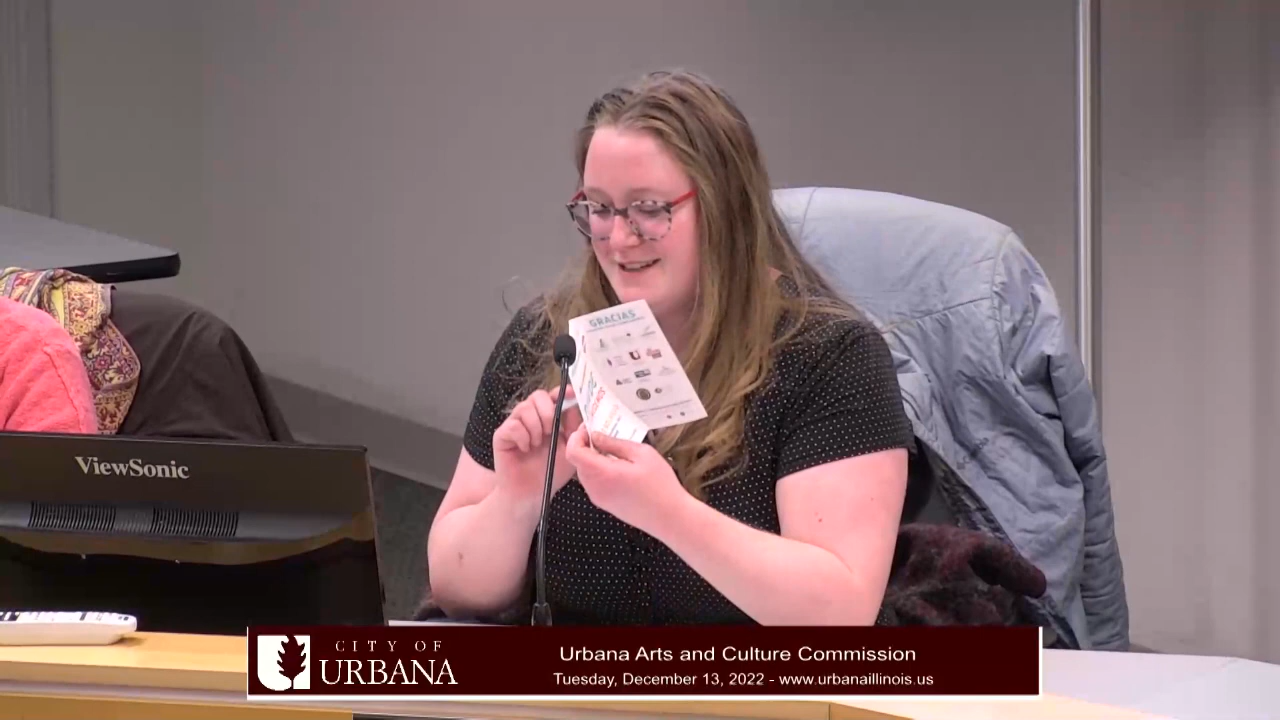 GRACIAS
ViewSonic
CITY OF
URBANA
Urbana Arts and Culture Commission
Tuesday, December 13, 2022 - www.urbanaillinois.us